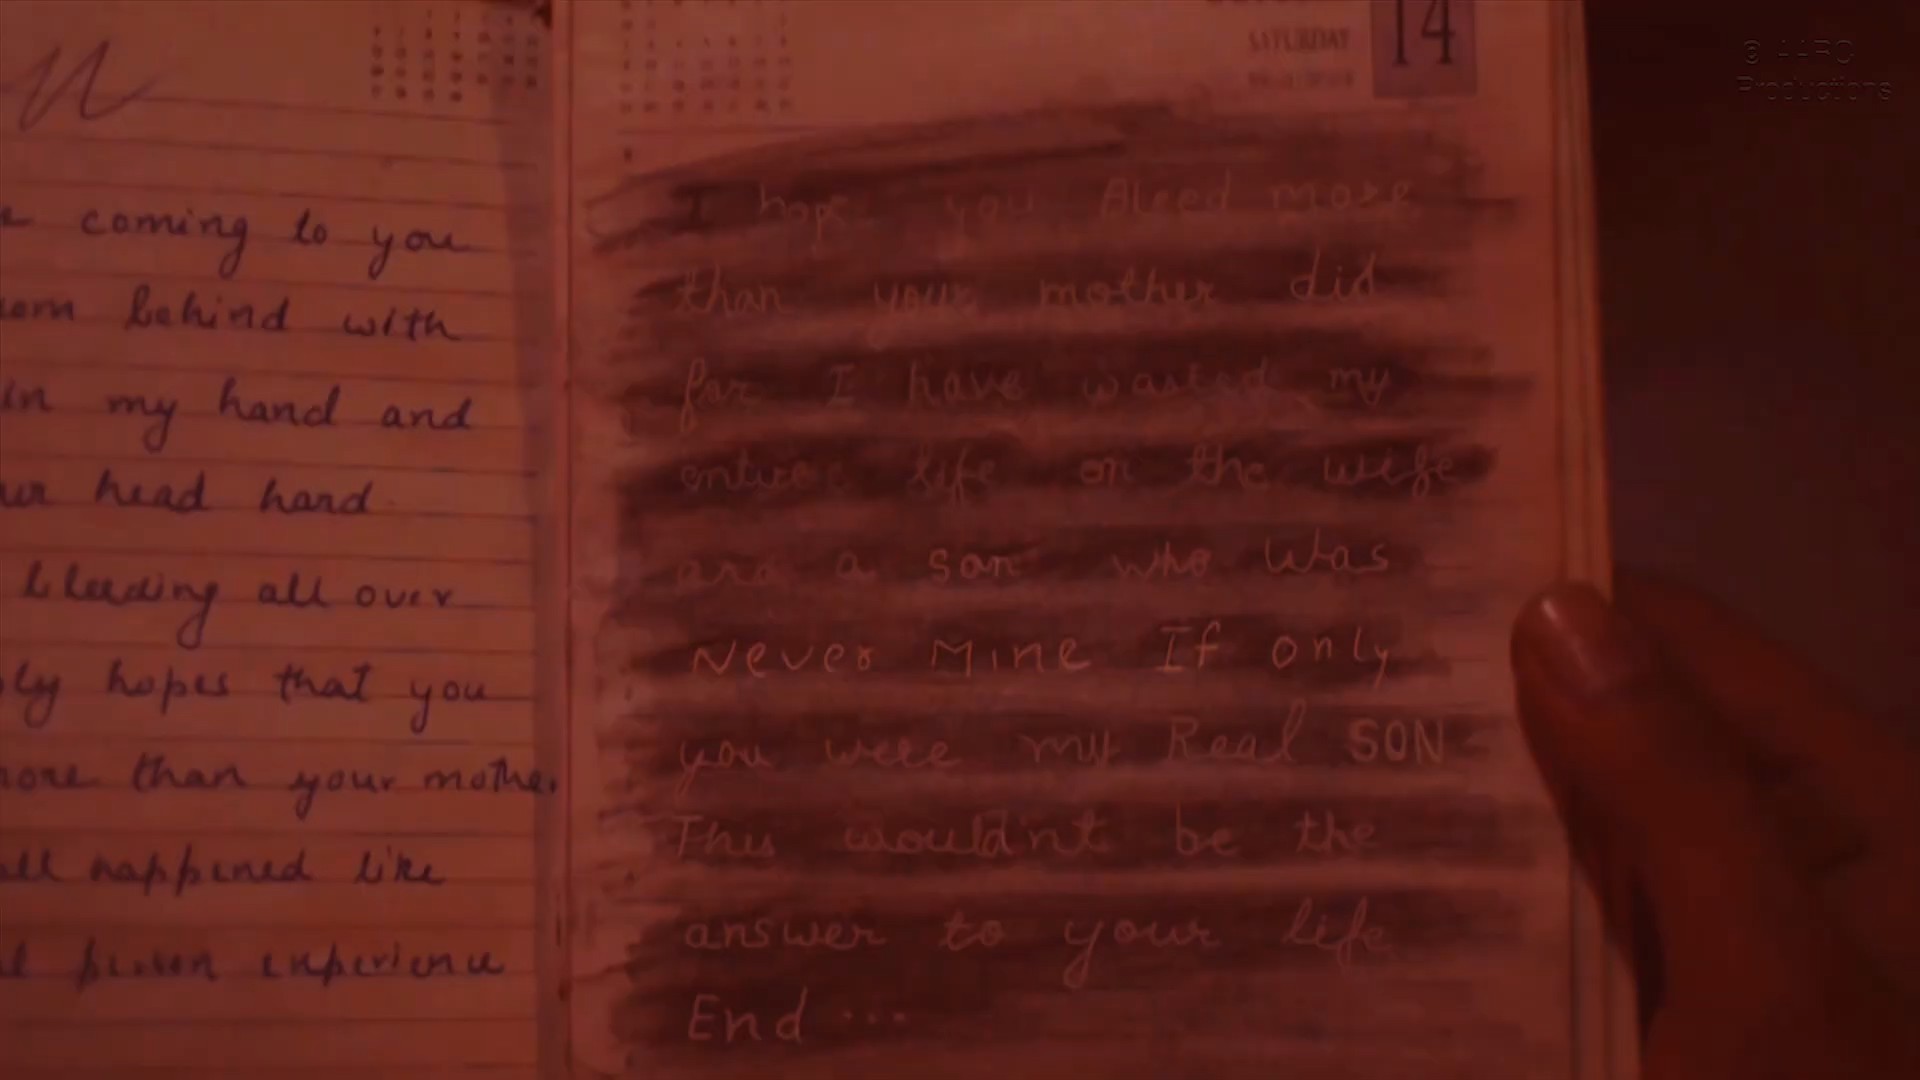 coming to you
behind with
in my hand and
head hard
bleeding all over
hopes that you
than your mother
happened like
experience
SATURDAY
14
I hope you Bleed more
than your mother did
for I have wasted my
entire life on the wife
and a son who Was
Never Mine If only
you were my Real SON
This wouldn't be the
answer to your life
End ...
© AARC
Productions